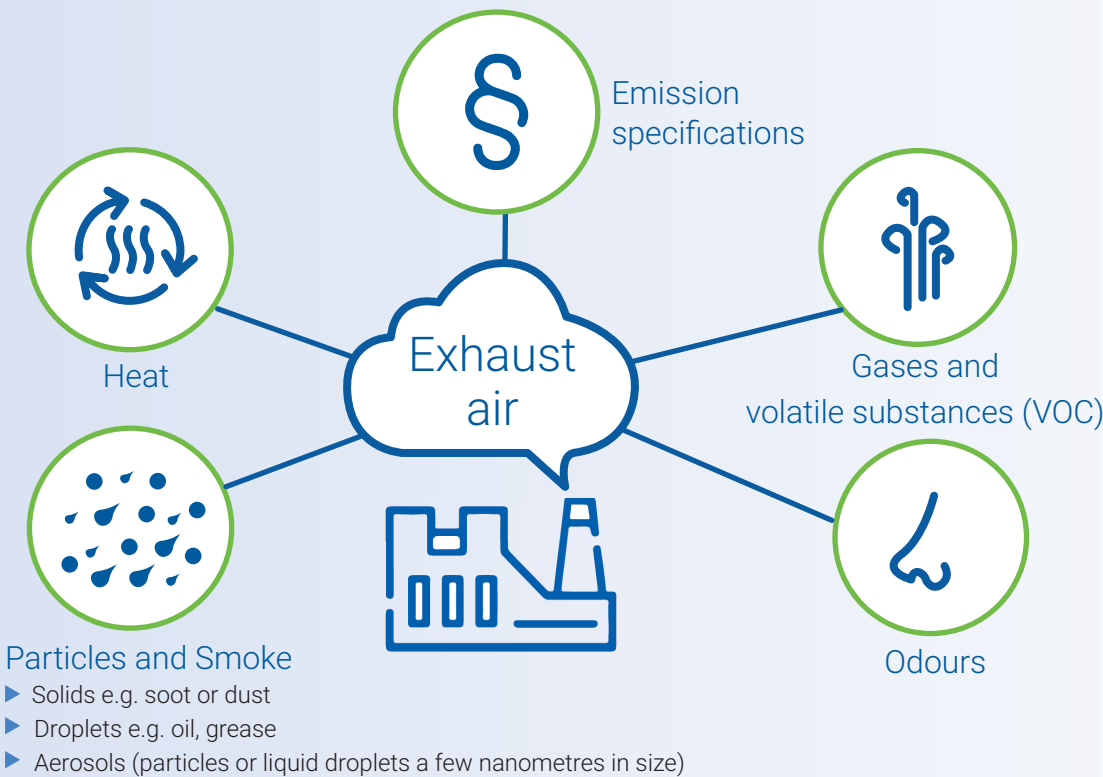 Emission
specifications
Heat
Exhaust
air
Gases and
volatile substances (VOC)
Particles and Smoke
Solids e.g. soot or dust
Droplets e.g. oil, grease
Aerosols (particles or liquid droplets a few nanometres in size)
Odours